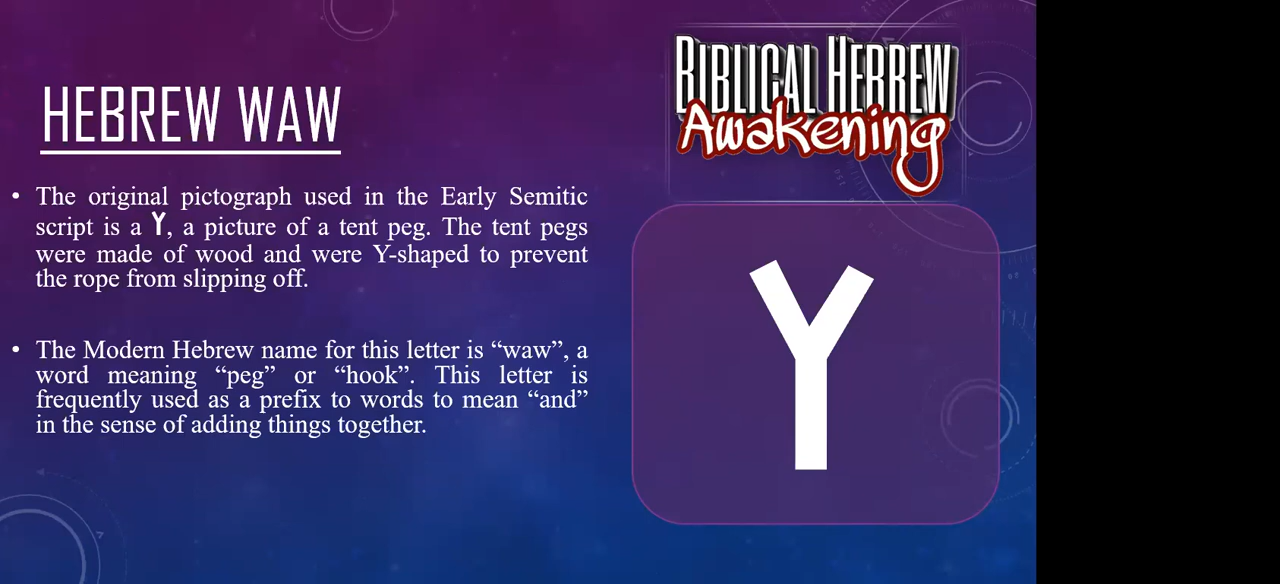 BIBLICAL HEBREW
Awakening
HEBREW WAW
• The original pictograph used in the Early Semitic
script is a Y, a picture of a tent peg. The tent pegs
were made of wood and were Y-shaped to prevent
the rope from slipping off.
• The Modern Hebrew name for this letter is “waw”, a
word meaning “peg” or “hook”. This letter is
frequently used as a prefix to words to mean “and”
in the sense of adding things together.
Y